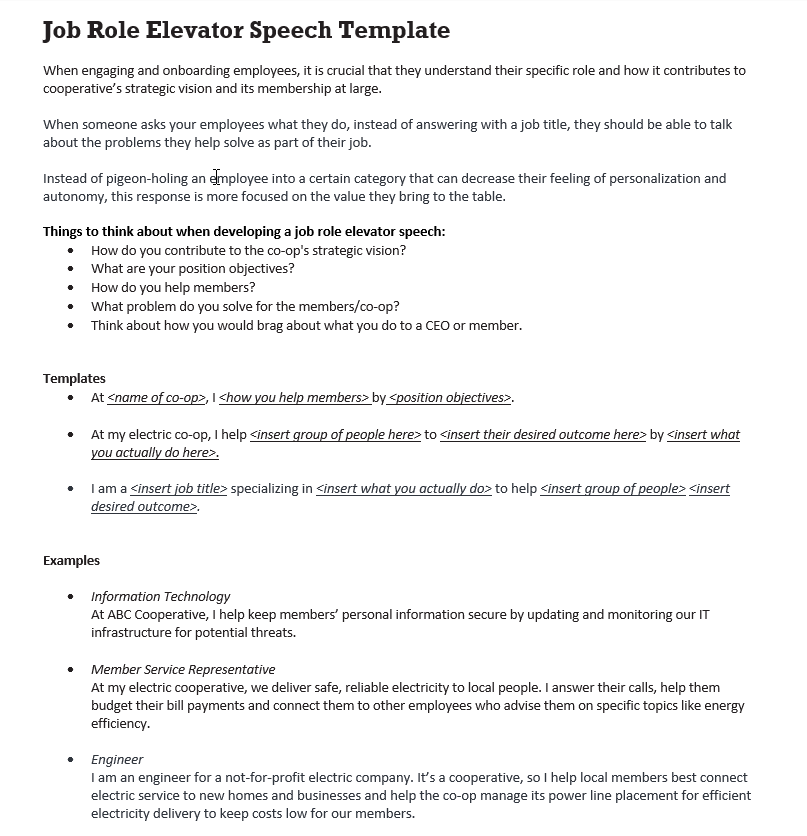 Job Role Elevator Speech Template
When engaging and onboarding employees, it is crucial that they understand their specific role and how it contributes to
cooperative's strategic vision and its membership at large.
When someone asks your employees what they do, instead of answering with a job title, they should be able to talk
about the problems they help solve as part of their job.
Instead of pigeon-holing an employee into a certain category that can decrease their feeling of personalization and
autonomy, this response is more focused on the value they bring to the table.
Things to think about when developing a job role elevator speech:
• How do you contribute to the co-op's strategic vision?
• What are your position objectives?
• How do you help members?
• What problem do you solve for the members/co-op?
• Think about how you would brag about what you do to a CEO or member.
Templates
• At <name of co-op>, I <how you help members> by <position objectives>.
• At my electric co-op, I help <insert group of people here> to <insert their desired outcome here> by <insert what
you actually do here>.
• I am a <insert job title> specializing in <insert what you actually do> to help <insert group of people> <insert
desired outcome>.
Examples
• Information Technology
At ABC Cooperative, I help keep members' personal information secure by updating and monitoring our IT
infrastructure for potential threats.
• Member Service Representative
At my electric cooperative, we deliver safe, reliable electricity to local people. I answer their calls, help them
budget their bill payments and connect them to other employees who advise them on specific topics like energy
efficiency.
• Engineer
I am an engineer for a not-for-profit electric company. It's a cooperative, so I help local members best connect
electric service to new homes and businesses and help the co-op manage its power line placement for efficient
electricity delivery to keep costs low for our members.